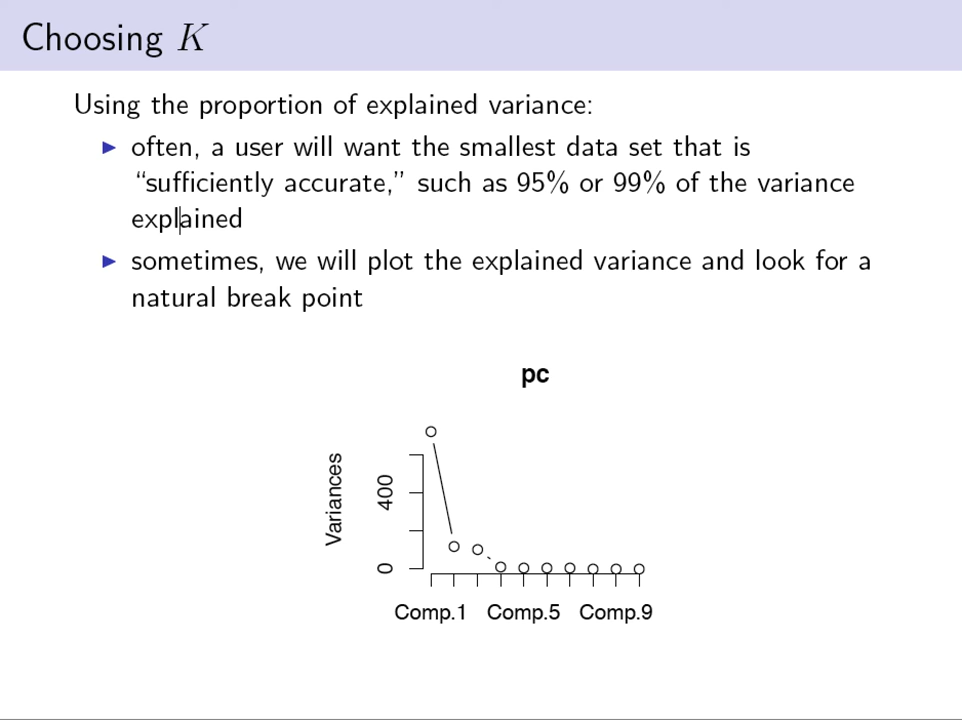 Choosing K
Using the proportion of explained variance:
often, a user will want the smallest data set that is
“sufficiently accurate,” such as 95% or 99% of the variance
explained
sometimes, we will plot the explained variance and look for a
natural break point
pc
Variances
400
0
Comp.1 Comp.5 Comp.9